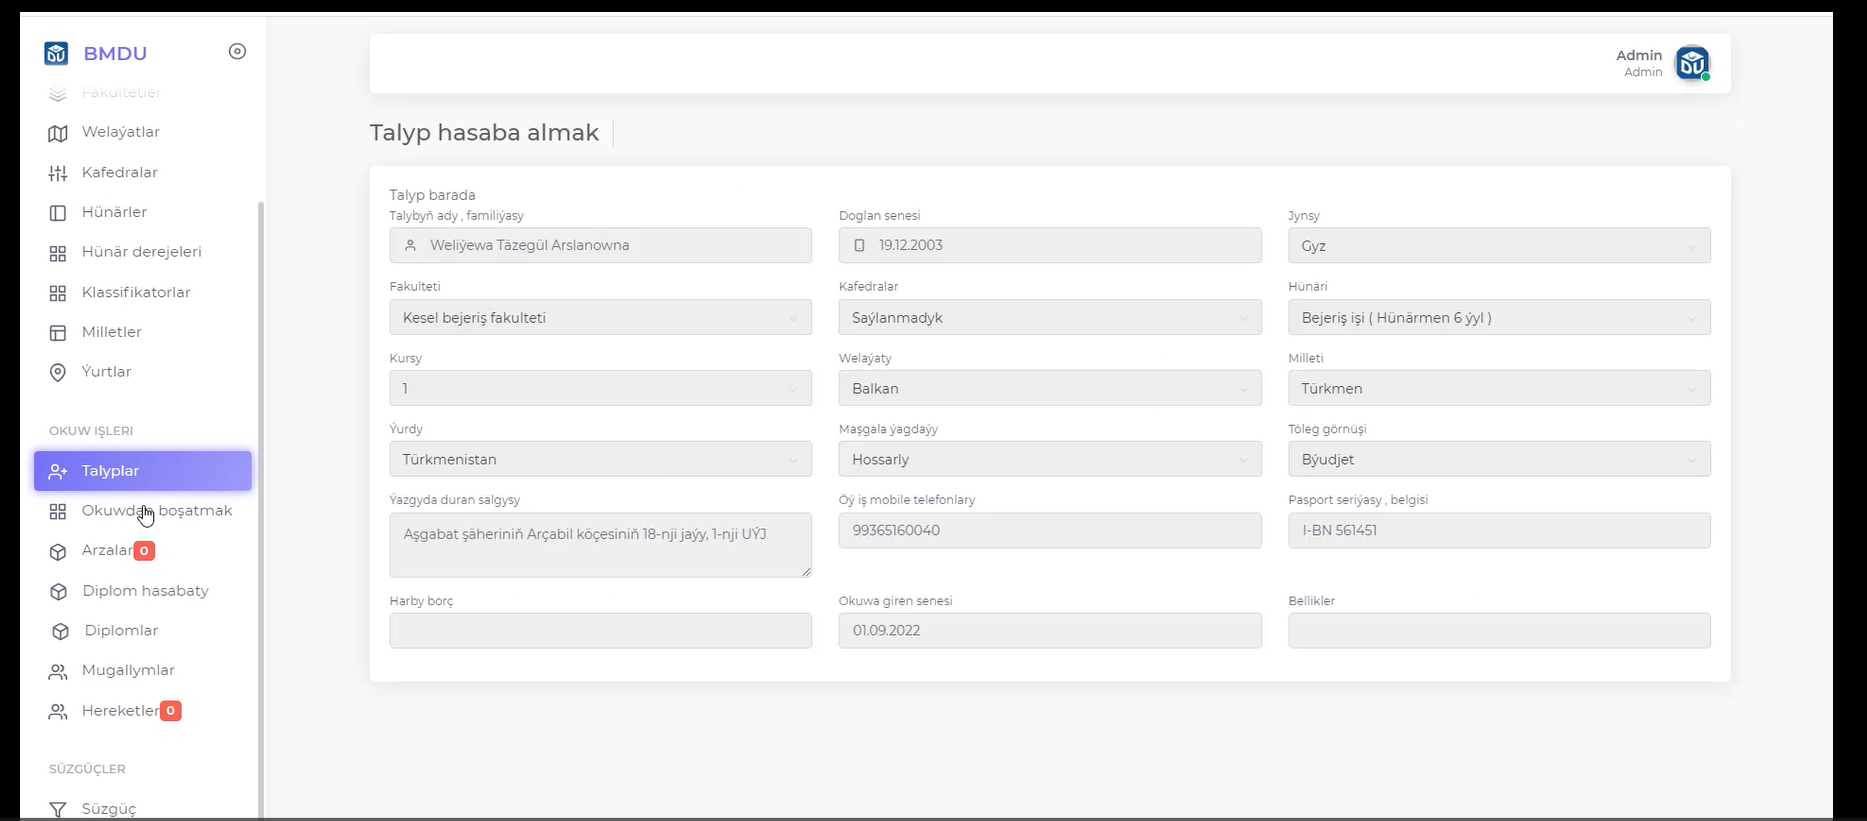 BMDU
Fakultetler
Welaýatlar
Kafedralar
Hünärler
Hünär derejeleri
Klassifikatorlar
Milletler
Ýurtlar
OKUW IŞLERI
Talyplar
Okuwdan boşatmak
Arzalar 0
Diplom hasabaty
Diplomlar
Mugallymlar
Hereketler 0
SÜZGÜÇLER
Süzgüç
Admin
Admin
Talyp hasaba almak
Talyp barada
Talybyň ady , familiýasy
Weliýewa Täzegül Arslanowna
Doglan senesi
19.12.2003
Jynsy
Gyz
Fakulteti
Kesel bejeriş fakulteti
Kafedralar
Saýlanmadyk
Hünäri
Bejeriş işi ( Hünärmen 6 ýyl )
Kursy
1
Welaýaty
Balkan
Milleti
Türkmen
Ýurdy
Türkmenistan
Maşgala ýagdaýy
Hossarly
Töleg görnüşi
Býudjet
Ýazgyda duran salgysy
Aşgabat şäheriniň Arçabil köçesiniň 18-nji jaýy, 1-nji UÝJ
Öý iş mobile telefonlary
99365160040
Pasport seriýasy , belgisi
I-BN 561451
Harby borç
Okuwa giren senesi
01.09.2022
Bellikler